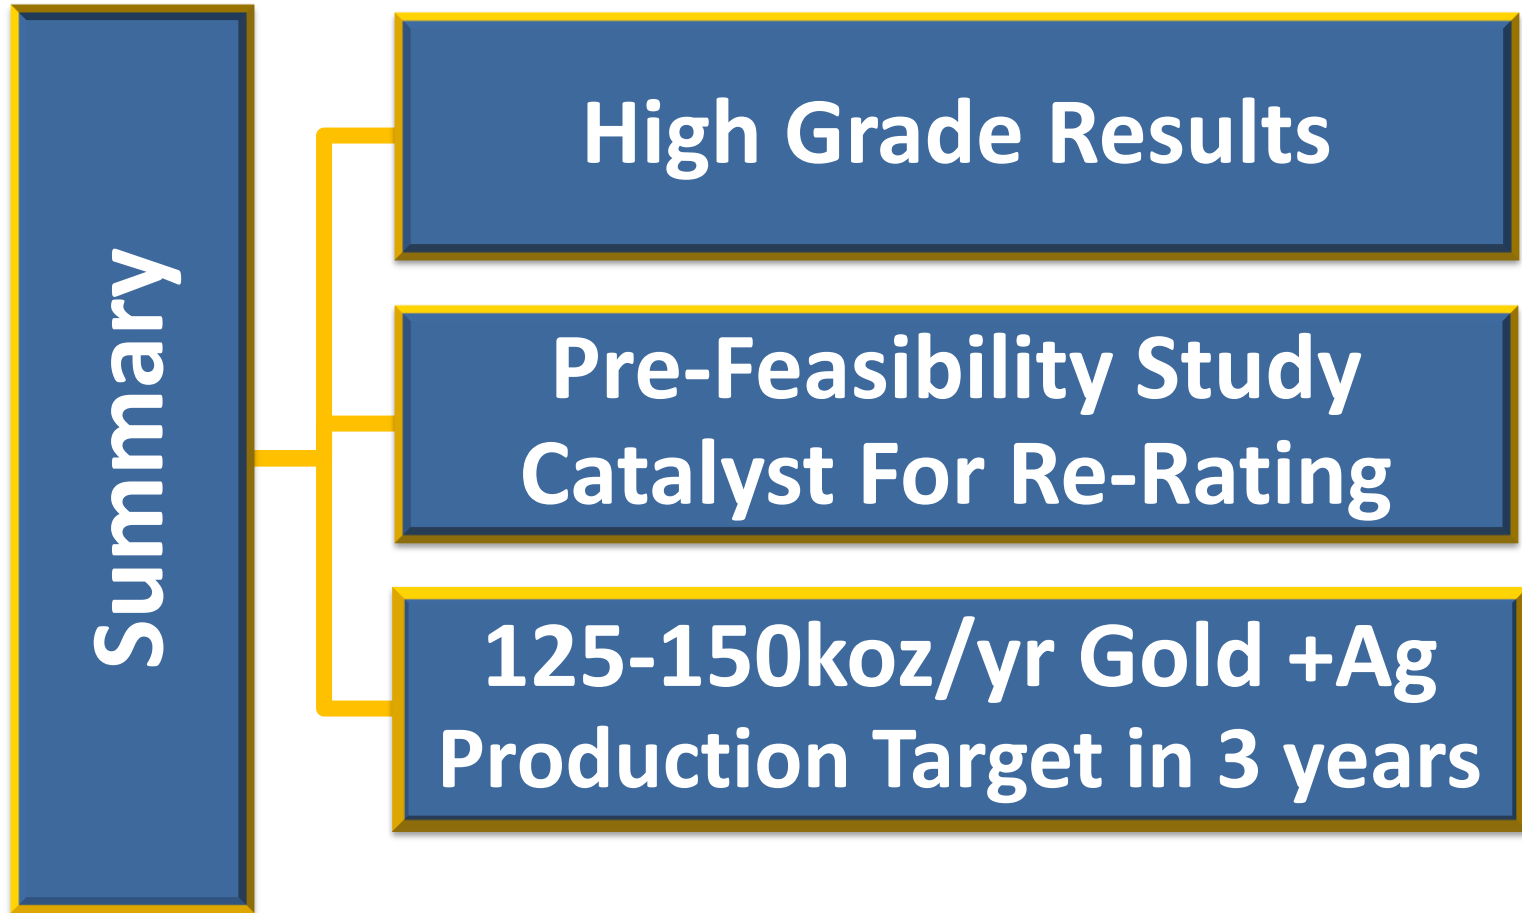 Summary
High Grade Results
Pre-Feasibility Study
Catalyst For Re-Rating
125-150koz/yr Gold +Ag
Production Target in 3 years